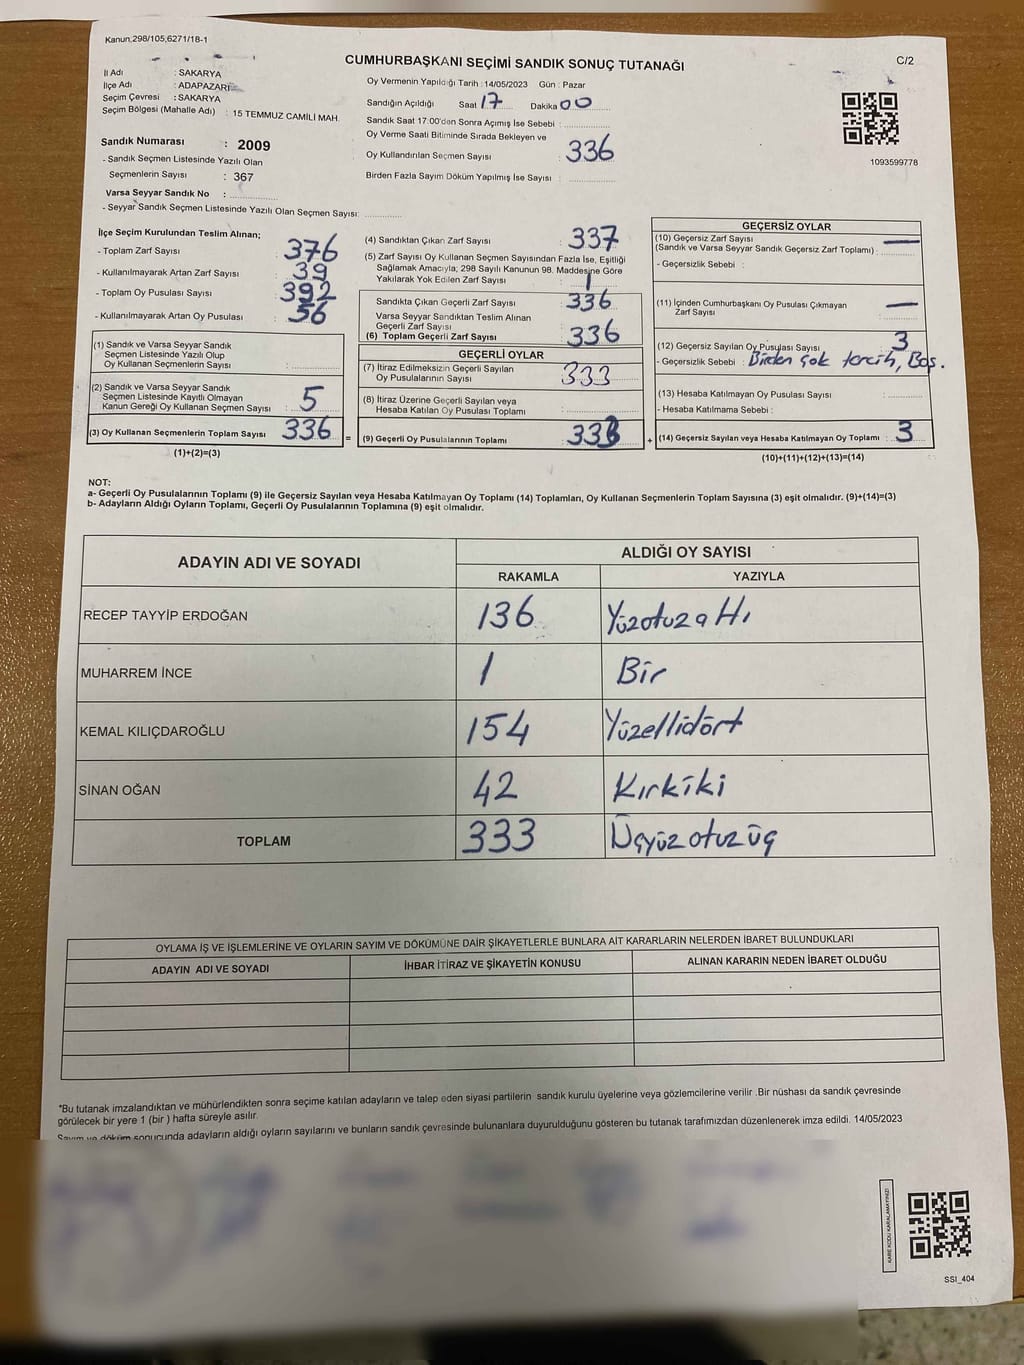 Kanun;298/105,6271/18-1
CUMHURBAŞKANI SEÇİMİ SANDIK SONUÇ TUTANAĞI
C/2
İl Adı : SAKARYA
İlçe Adı : ADAPAZARI
Seçim Çevresi : SAKARYA
Seçim Bölgesi (Mahalle Adı) : 15 TEMMUZ CAMİLİ MAH.
Sandık Numarası : 2009
- Sandık Seçmen Listesinde Yazılı Olan
Seçmenlerin Sayısı : 367
Varsa Seyyar Sandık No :
- Seyyar Sandık Seçmen Listesinde Yazılı Olan Seçmen Sayısı:
Oy Vermenin Yapıldığı Tarih : 14/05/2023 Gün : Pazar
Sandığın Açıldığı Saat 17 Dakika 00
Sandık Saat 17:00'den Sonra Açımış İse Sebebi :
Oy Verme Saati Bitiminde Sırada Bekleyen ve
Oy Kullandırılan Seçmen Sayısı : 336
Birden Fazla Sayım Döküm Yapılmış İse Sayısı :
1093599778
İlçe Seçim Kurulundan Teslim Alınan;
- Toplam Zarf Sayısı : 376
- Kullanılmayarak Artan Zarf Sayısı : 39
- Toplam Oy Pusulası Sayısı : 392
- Kullanılmayarak Artan Oy Pusulası : 56
(1) Sandık ve Varsa Seyyar Sandık
Seçmen Listesinde Yazılı Olup
Oy Kullanan Seçmenlerin Sayısı :
(2) Sandık ve Varsa Seyyar Sandık
Seçmen Listesinde Kayıtlı Olmayan
Kanun Gereği Oy Kullanan Seçmen Sayısı : 5
(3) Oy Kullanan Seçmenlerin Toplam Sayısı : 336
(1)+(2)=(3)
(4) Sandıktan Çıkan Zarf Sayısı : 337
(5) Zarf Sayısı Oy Kullanan Seçmen Sayısından Fazla İse, Eşitliği
Sağlamak Amacıyla; 298 Sayılı Kanunun 98. Maddesine Göre
Yakılarak Yok Edilen Zarf Sayısı : 1
Sandıkta Çıkan Geçerli Zarf Sayısı : 336
Varsa Seyyar Sandıktan Teslim Alınan
Geçerli Zarf Sayısı :
(6) Toplam Geçerli Zarf Sayısı : 336
GEÇERLİ OYLAR
(7) İtiraz Edilmeksizin Geçerli Sayılan
Oy Pusulalarının Sayısı : 333
(8) İtiraz Üzerine Geçerli Sayılan veya
Hesaba Katılan Oy Pusulası Toplamı :
= (9) Geçerli Oy Pusulalarının Toplamı : 333
GEÇERSİZ OYLAR
(10) Geçersiz Zarf Sayısı
(Sandık ve Varsa Seyyar Sandık Geçersiz Zarf Toplamı) : —
- Geçersizlik Sebebi :
(11) İçinden Cumhurbaşkanı Oy Pusulası Çıkmayan
Zarf Sayısı : —
(12) Geçersiz Sayılan Oy Pusulası Sayısı : 3
- Geçersizlik Sebebi : Birden çok tercih, Boş.
(13) Hesaba Katılmayan Oy Pusulası Sayısı :
- Hesaba Katılmama Sebebi :
+ (14) Geçersiz Sayılan veya Hesaba Katılmayan Oy Toplamı : 3
(10)+(11)+(12)+(13)=(14)
NOT:
a- Geçerli Oy Pusulalarının Toplamı (9) ile Geçersiz Sayılan veya Hesaba Katılmayan Oy Toplamı (14) Toplamları, Oy Kullanan Seçmenlerin Toplam Sayısına (3) eşit olmalıdır. (9)+(14)=(3)
b- Adayların Aldığı Oyların Toplamı, Geçerli Oy Pusulalarının Toplamına (9) eşit olmalıdır.
ADAYIN ADI VE SOYADI
ALDIĞI OY SAYISI
RAKAMLA YAZIYLA
RECEP TAYYİP ERDOĞAN 136 Yüzotuzaltı
MUHARREM İNCE 1 Bir
KEMAL KILIÇDAROĞLU 154 Yüzellidört
SİNAN OĞAN 42 Kırkiki
TOPLAM 333 Üçyüzotuzüç
OYLAMA İŞ VE İŞLEMLERİNE VE OYLARIN SAYIM VE DÖKÜMÜNE DAİR ŞİKAYETLERLE BUNLARA AİT KARARLARIN NELERDEN İBARET BULUNDUKLARI
ADAYIN ADI VE SOYADI İHBAR İTİRAZ VE ŞİKAYETİN KONUSU ALINAN KARARIN NEDEN İBARET OLDUĞU
*Bu tutanak imzalandıktan ve mühürlendikten sonra seçime katılan adayların ve talep eden siyasi partilerin sandık kurulu üyelerine veya gözlemcilerine verilir .Bir nüshası da sandık çevresinde
görülecek bir yere 1 (bir ) hafta süreyle asılır.
Sayım ve döküm sonucunda adayların aldığı oyların sayılarını ve bunların sandık çevresinde bulunanlara duyurulduğunu gösteren bu tutanak tarafımızdan düzenlenerek imza edildi. 14/05/2023
KARE KODU KARALAMAYINIZ!
SSI_404